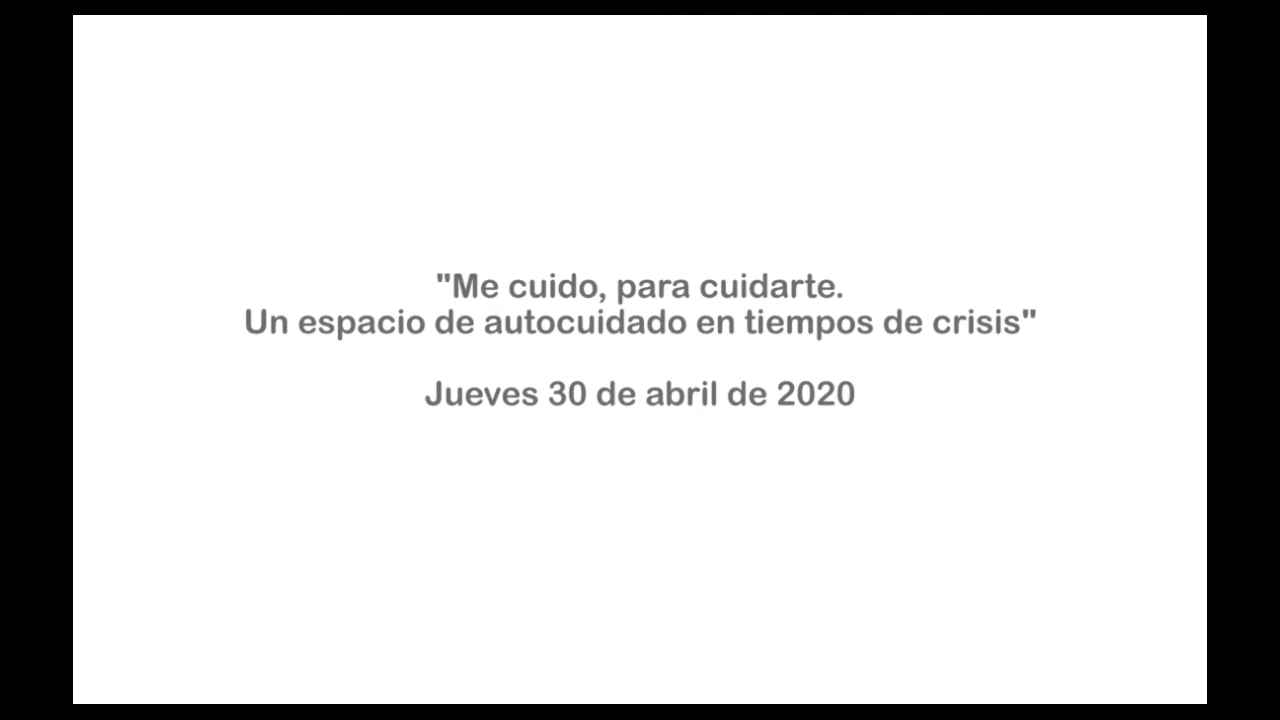 "Me cuido, para cuidarte.
Un espacio de autocuidado en tiempos de crisis"
Jueves 30 de abril de 2020